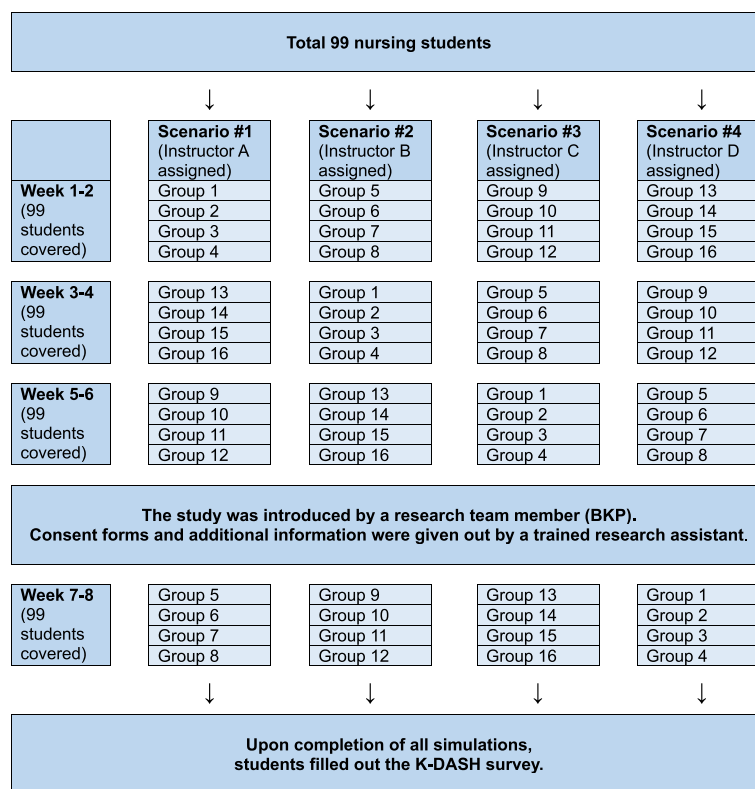 Total 99 nursing students
↓ ↓ ↓ ↓
Scenario #1
(Instructor A
assigned)
Scenario #2
(Instructor B
assigned)
Scenario #3
(Instructor C
assigned)
Scenario #4
(Instructor D
assigned)
Week 1-2
(99
students
covered)
Group 1
Group 2
Group 3
Group 4
Group 5
Group 6
Group 7
Group 8
Group 9
Group 10
Group 11
Group 12
Group 13
Group 14
Group 15
Group 16
Week 3-4
(99
students
covered)
Group 13
Group 14
Group 15
Group 16
Group 1
Group 2
Group 3
Group 4
Group 5
Group 6
Group 7
Group 8
Group 9
Group 10
Group 11
Group 12
Week 5-6
(99
students
covered)
Group 9
Group 10
Group 11
Group 12
Group 13
Group 14
Group 15
Group 16
Group 1
Group 2
Group 3
Group 4
Group 5
Group 6
Group 7
Group 8
The study was introduced by a research team member (BKP).
Consent forms and additional information were given out by a trained research assistant.
Week 7-8
(99
students
covered)
Group 5
Group 6
Group 7
Group 8
Group 9
Group 10
Group 11
Group 12
Group 13
Group 14
Group 15
Group 16
Group 1
Group 2
Group 3
Group 4
↓ ↓ ↓ ↓
Upon completion of all simulations,
students filled out the K-DASH survey.